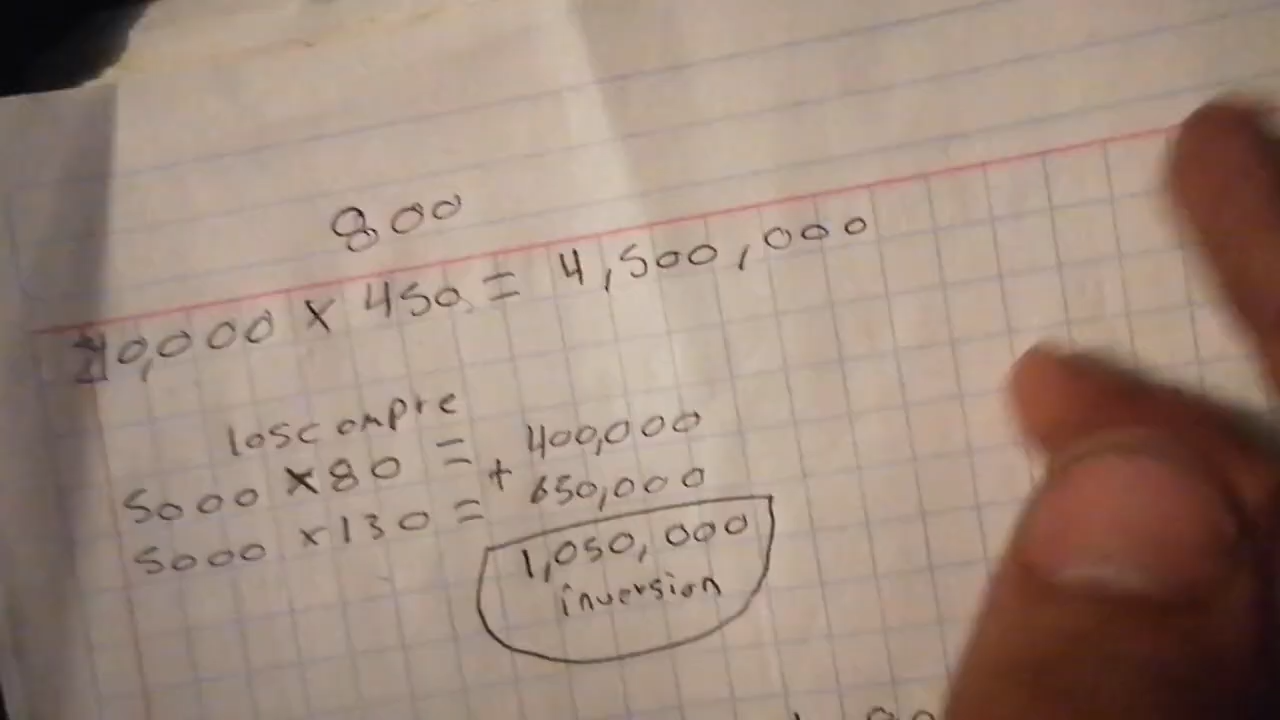 800
10,000 x 450 = 4,500,000
los compre
5000 x 80 = 400,000
5000 x 130 = + 650,000
1,050,000
inversion